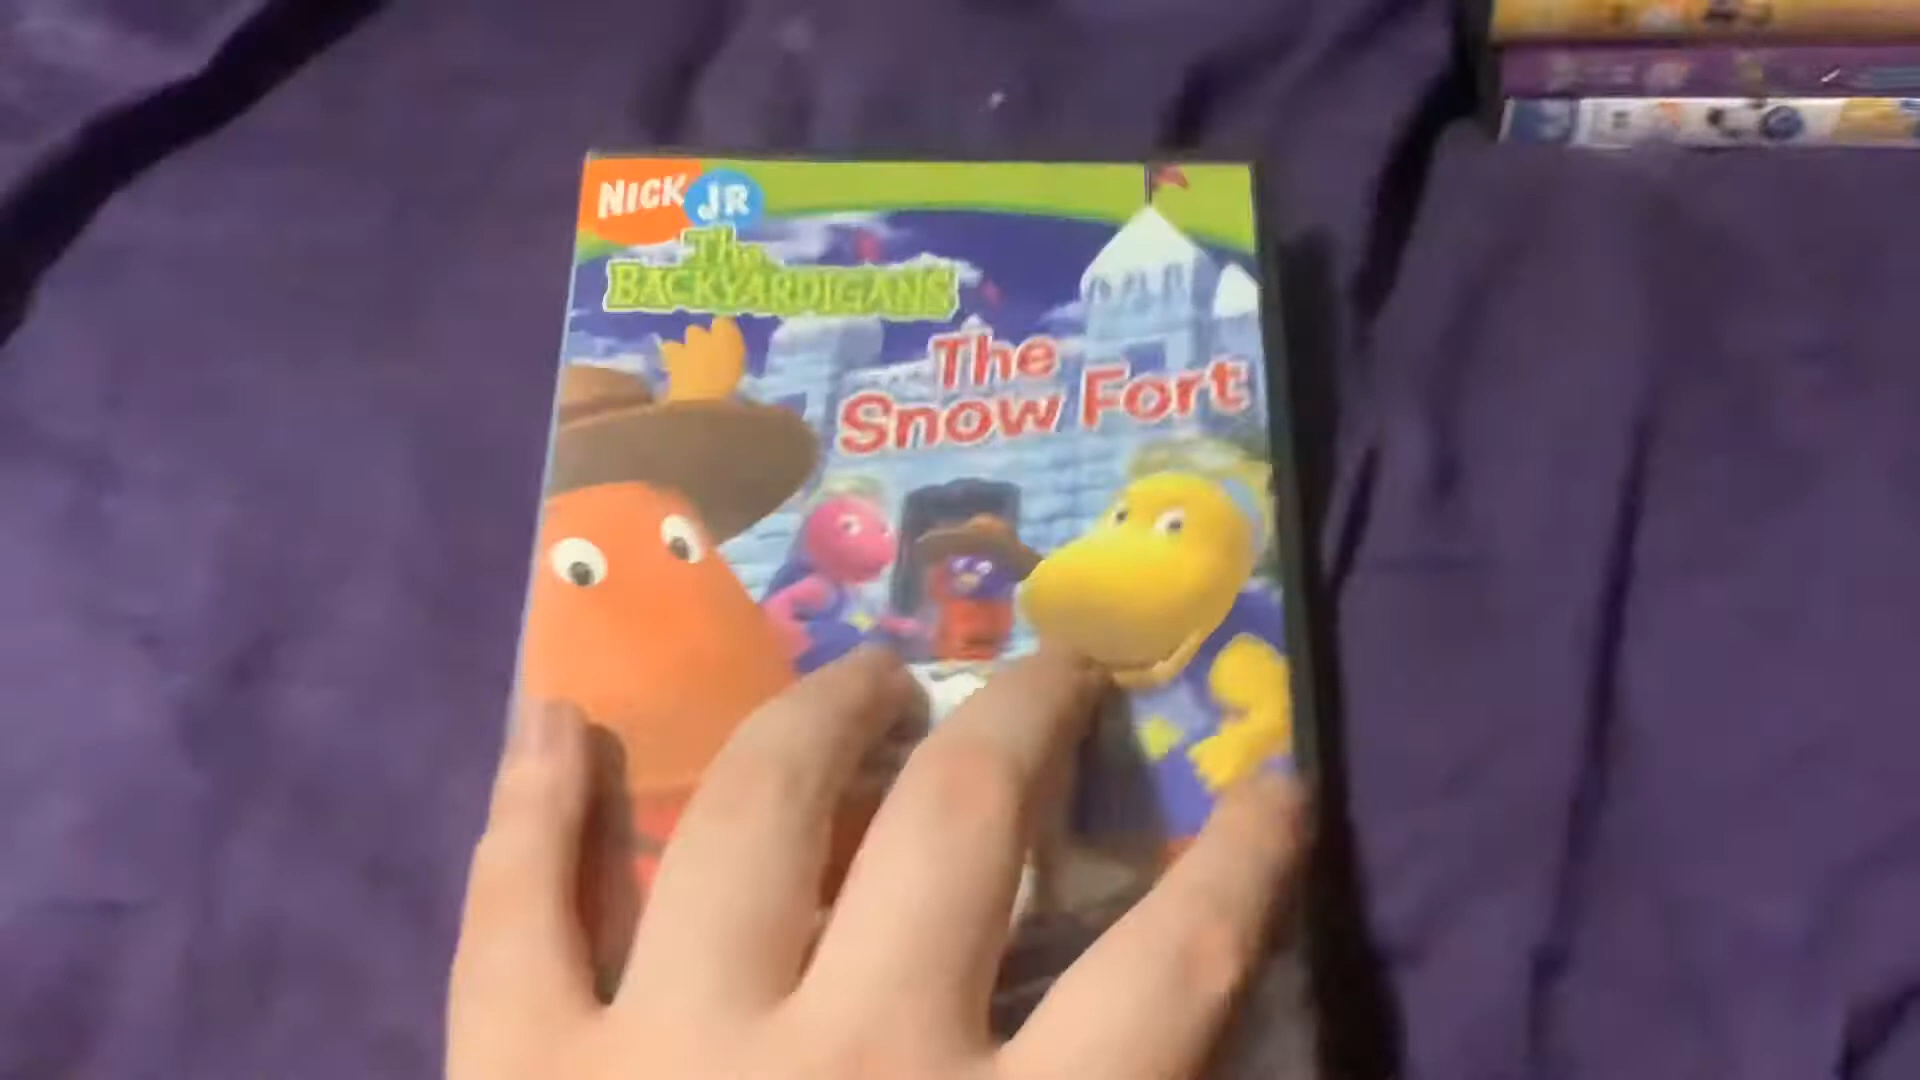 NICK JR
The
BACKYARDIGANS
The
Snow Fort